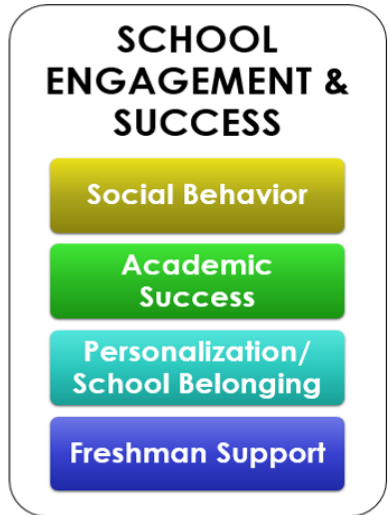 SCHOOL
ENGAGEMENT &
SUCCESS
Social Behavior
Academic
Success
Personalization/
School Belonging
Freshman Support